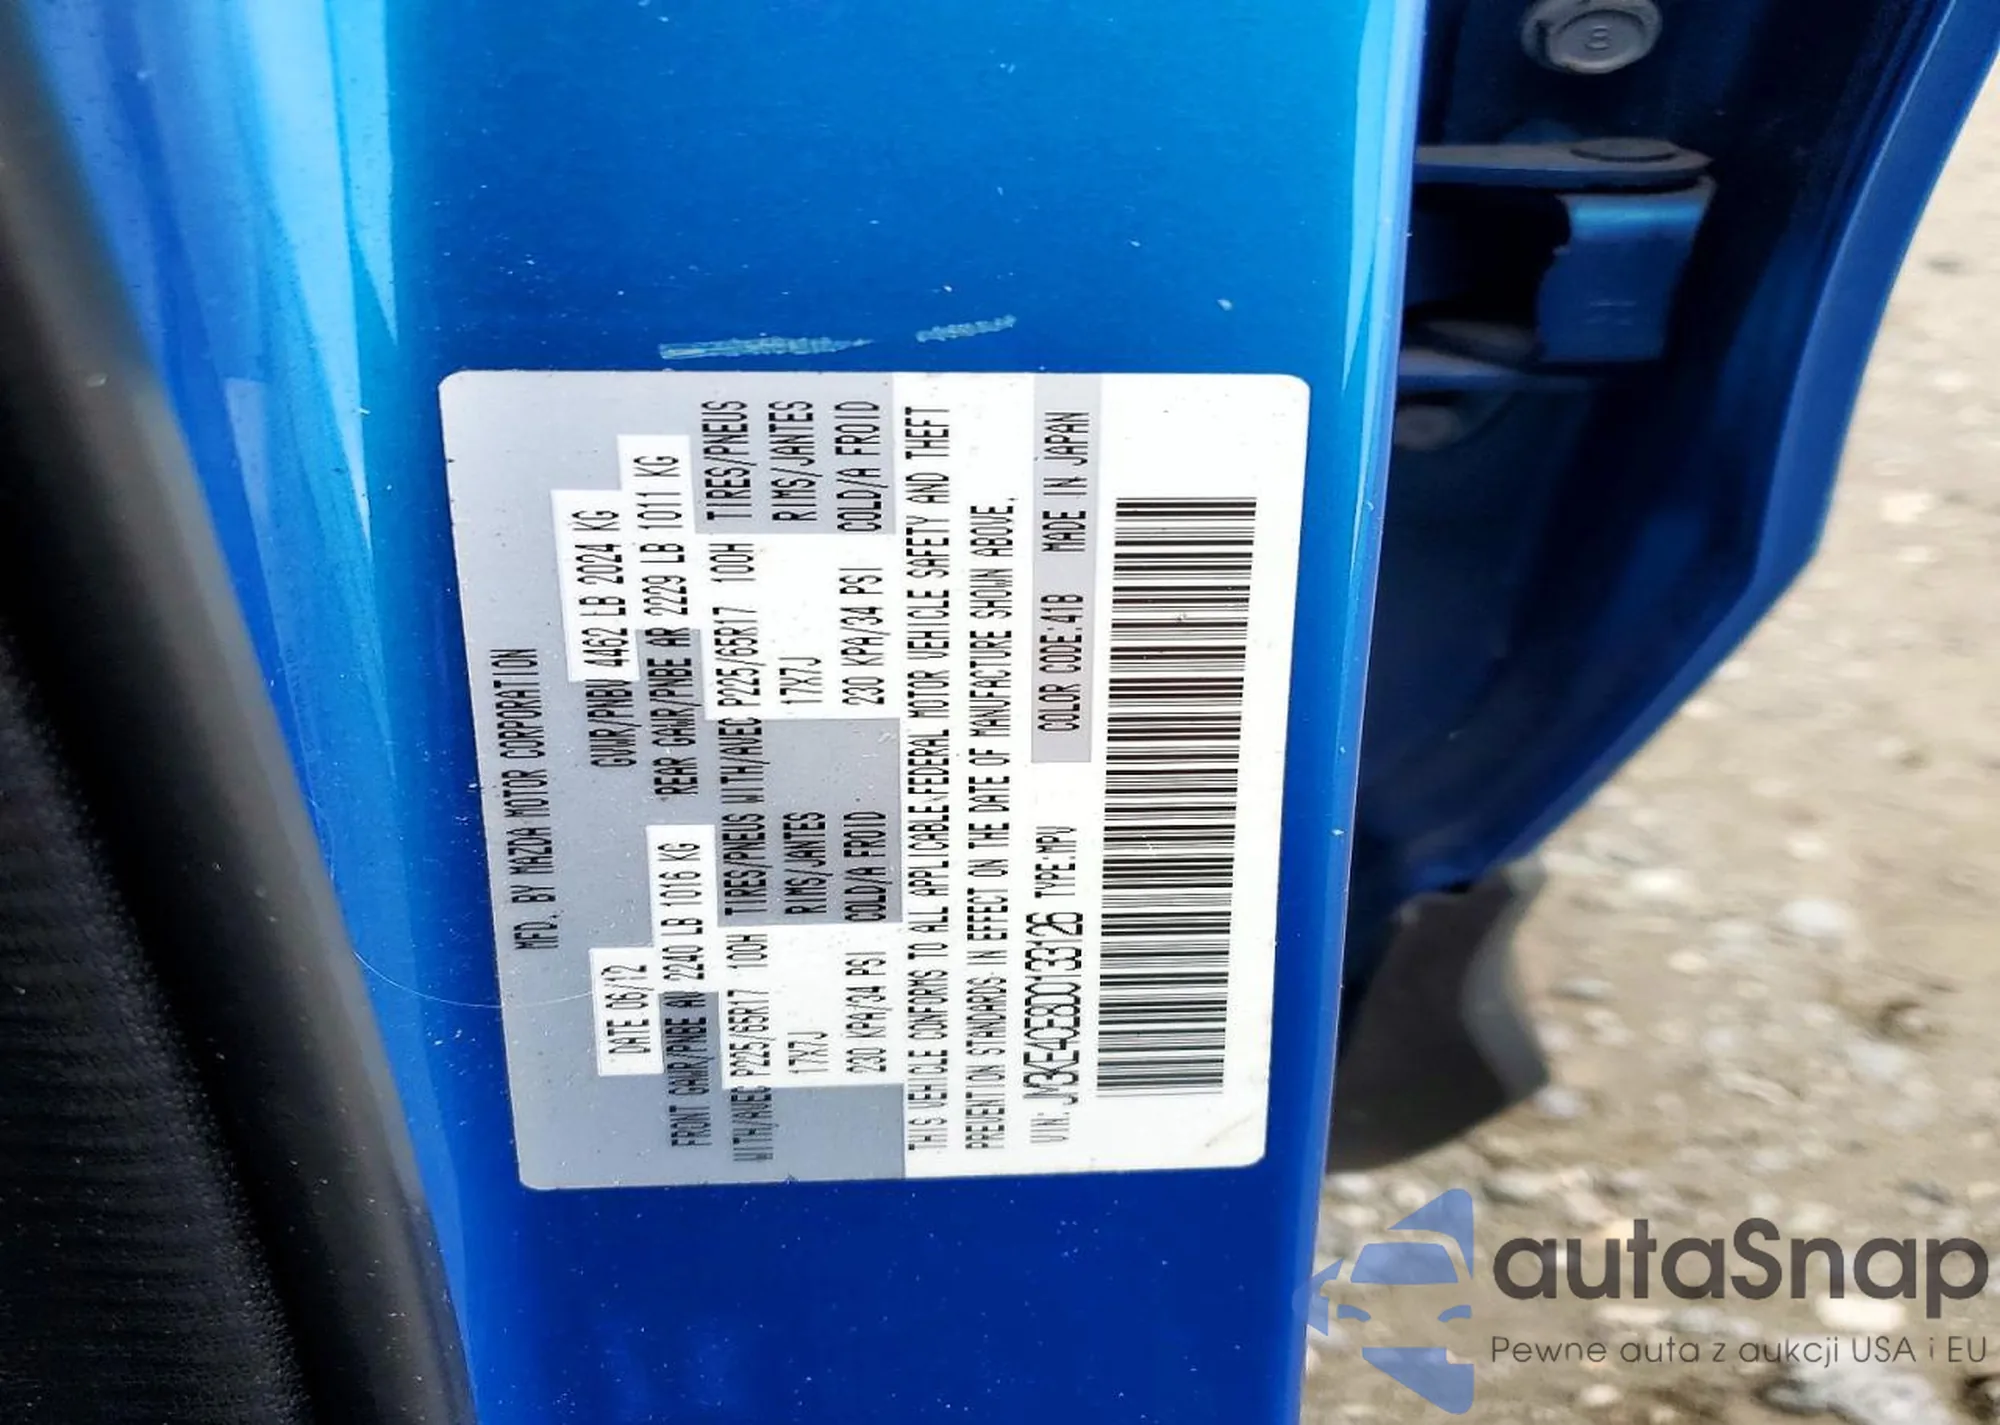 MFD. BY MAZDA MOTOR CORPORATION
DATE 06/12
GVWR/PNBV 4462 LB 2024 KG
FRONT GAWR/PNBE AV 2240 LB 1016 KG
REAR GAWR/PNBE AR 2229 LB 1011 KG
WITH/AVEC P225/65R17 100H TIRES/PNEUS WITH/AVEC P225/65R17 100H TIRES/PNEUS
17X7J RIMS/JANTES 17X7J RIMS/JANTES
230 KPA/34 PSI COLD/A FROID 230 KPA/34 PSI COLD/A FROID
THIS VEHICLE CONFORMS TO ALL APPLICABLE FEDERAL MOTOR VEHICLE SAFETY AND THEFT
PREVENTION STANDARDS IN EFFECT ON THE DATE OF MANUFACTURE SHOWN ABOVE.
VIN: JM3KE4CE8D0133126 TYPE:MPV COLOR CODE:41B MADE IN JAPAN
8
autaSnap
Pewne auta z aukcji USA i EU